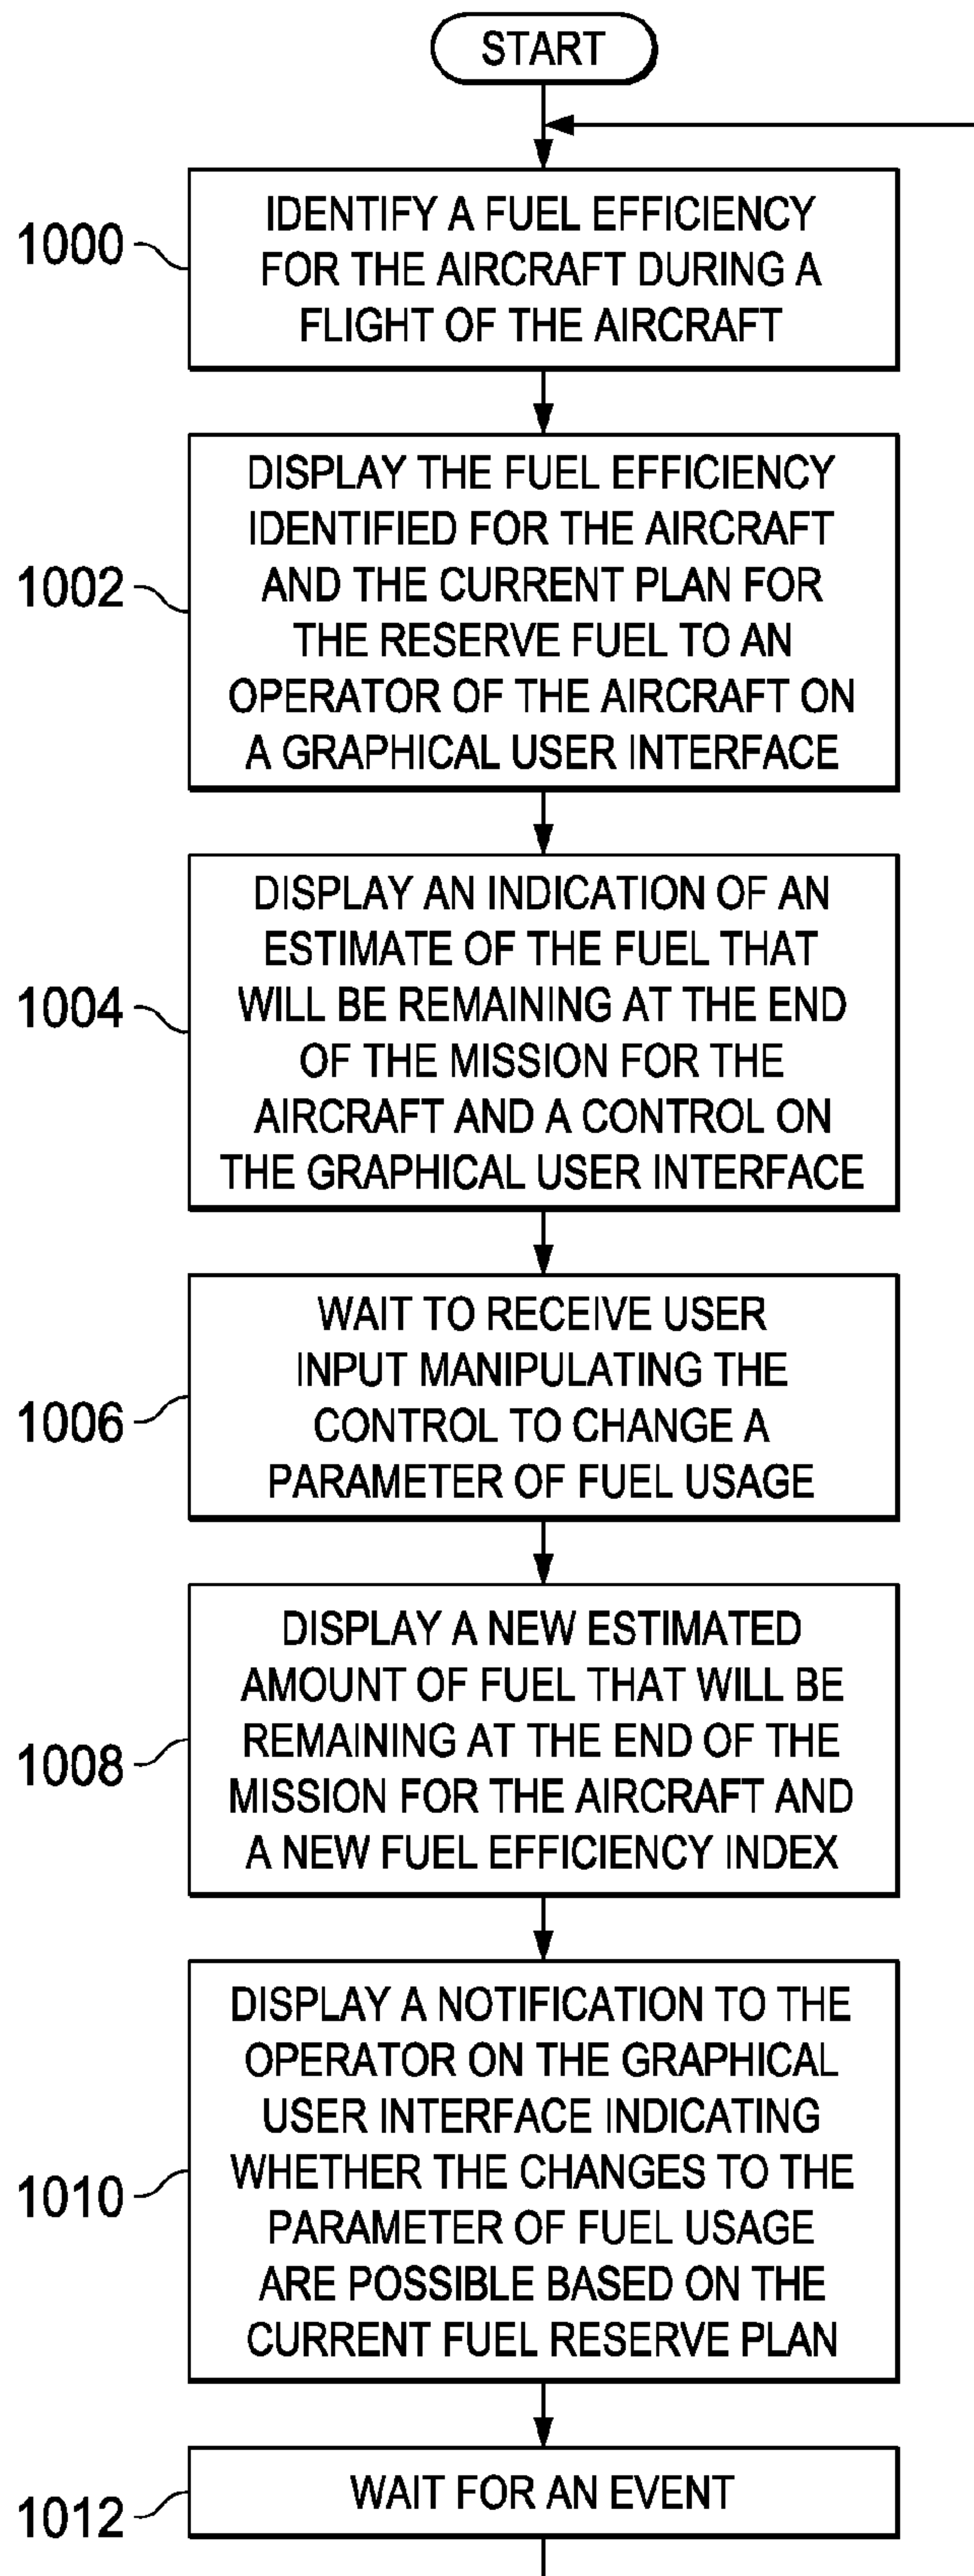 START
1000
IDENTIFY A FUEL EFFICIENCY
FOR THE AIRCRAFT DURING A
FLIGHT OF THE AIRCRAFT
1002
DISPLAY THE FUEL EFFICIENCY
IDENTIFIED FOR THE AIRCRAFT
AND THE CURRENT PLAN FOR
THE RESERVE FUEL TO AN
OPERATOR OF THE AIRCRAFT ON
A GRAPHICAL USER INTERFACE
1004
DISPLAY AN INDICATION OF AN
ESTIMATE OF THE FUEL THAT
WILL BE REMAINING AT THE END
OF THE MISSION FOR THE
AIRCRAFT AND A CONTROL ON
THE GRAPHICAL USER INTERFACE
1006
WAIT TO RECEIVE USER
INPUT MANIPULATING THE
CONTROL TO CHANGE A
PARAMETER OF FUEL USAGE
1008
DISPLAY A NEW ESTIMATED
AMOUNT OF FUEL THAT WILL BE
REMAINING AT THE END OF THE
MISSION FOR THE AIRCRAFT AND
A NEW FUEL EFFICIENCY INDEX
1010
DISPLAY A NOTIFICATION TO THE
OPERATOR ON THE GRAPHICAL
USER INTERFACE INDICATING
WHETHER THE CHANGES TO THE
PARAMETER OF FUEL USAGE
ARE POSSIBLE BASED ON THE
CURRENT FUEL RESERVE PLAN
1012
WAIT FOR AN EVENT